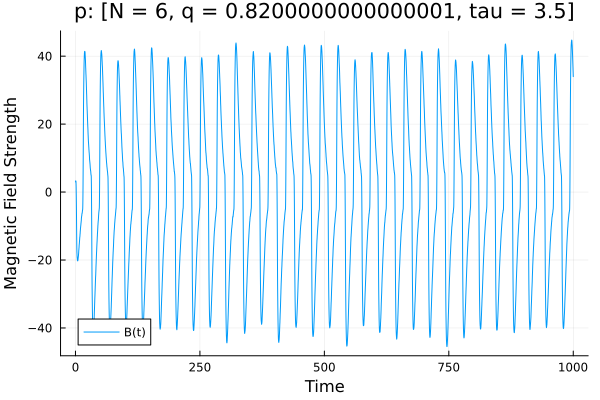 p: [N = 6, q = 0.8200000000000001, tau = 3.5]
Magnetic Field Strength
40
20
0
−20
−40
B(t)
0
250
500
750
1000
Time